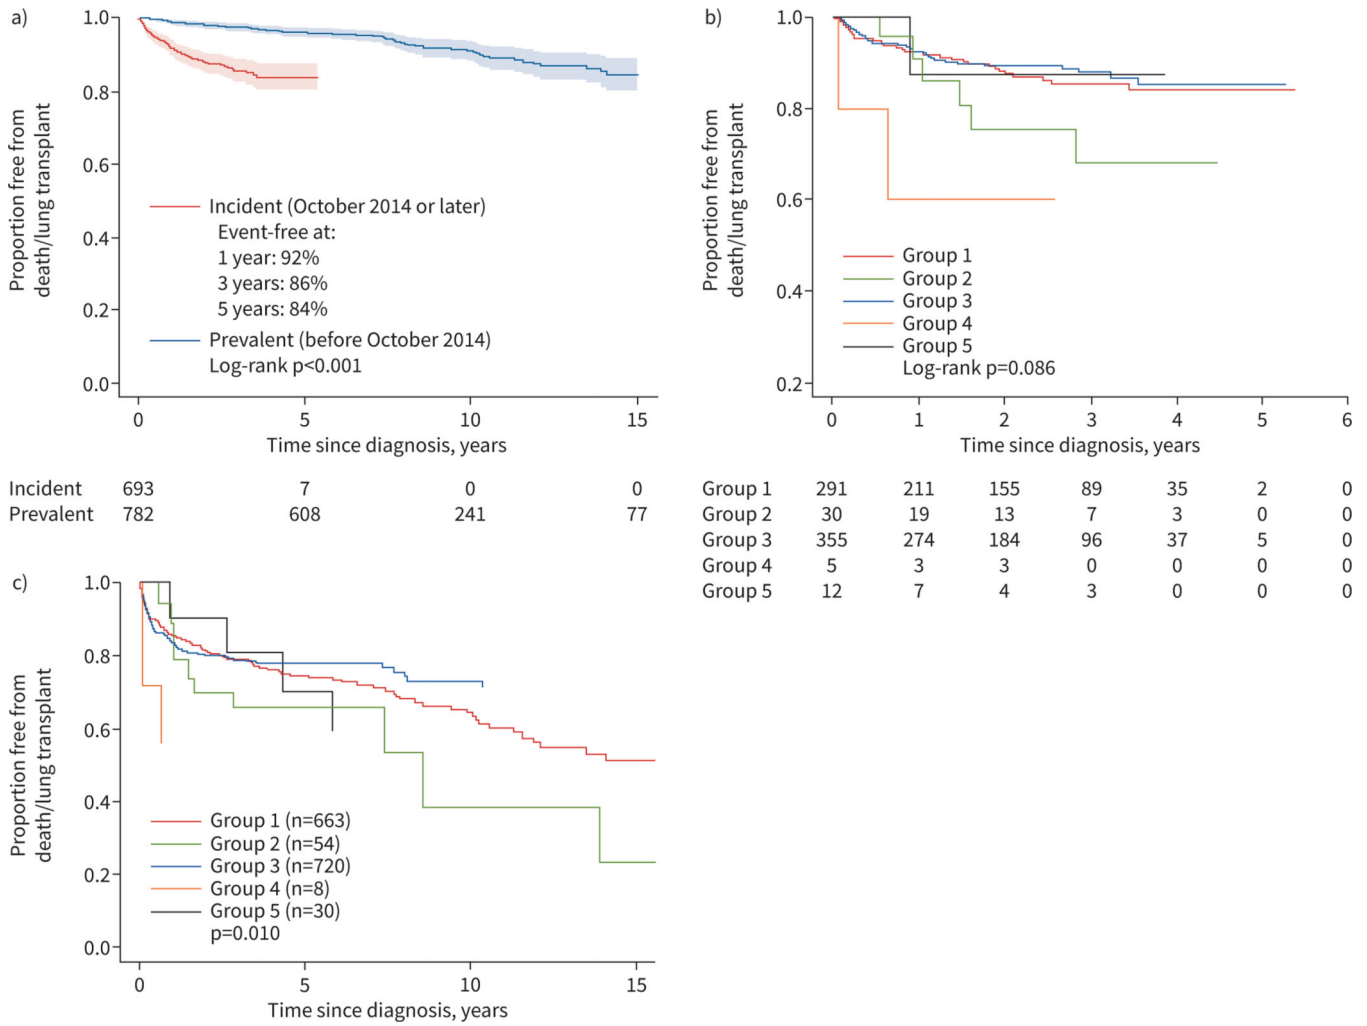 a)
1.0
0.8
0.6
0.4
0.2
0.0
Proportion free from
death/lung transplant
Incident (October 2014 or later)
Event-free at:
1 year: 92%
3 years: 86%
5 years: 84%
Prevalent (before October 2014)
Log-rank p<0.001
0 5 10 15
Time since diagnosis, years
Incident 693 7 0 0
Prevalent 782 608 241 77
b)
1.0
0.8
0.6
0.4
0.2
Proportion free from
death/lung transplant
Group 1
Group 2
Group 3
Group 4
Group 5
Log-rank p=0.086
0 1 2 3 4 5 6
Time since diagnosis, years
Group 1 291 211 155 89 35 2 0
Group 2 30 19 13 7 3 0 0
Group 3 355 274 184 96 37 5 0
Group 4 5 3 3 0 0 0 0
Group 5 12 7 4 3 0 0 0
c)
1.0
0.8
0.6
0.4
0.2
0.0
Proportion free from
death/lung transplant
Group 1 (n=663)
Group 2 (n=54)
Group 3 (n=720)
Group 4 (n=8)
Group 5 (n=30)
p=0.010
0 5 10 15
Time since diagnosis, years